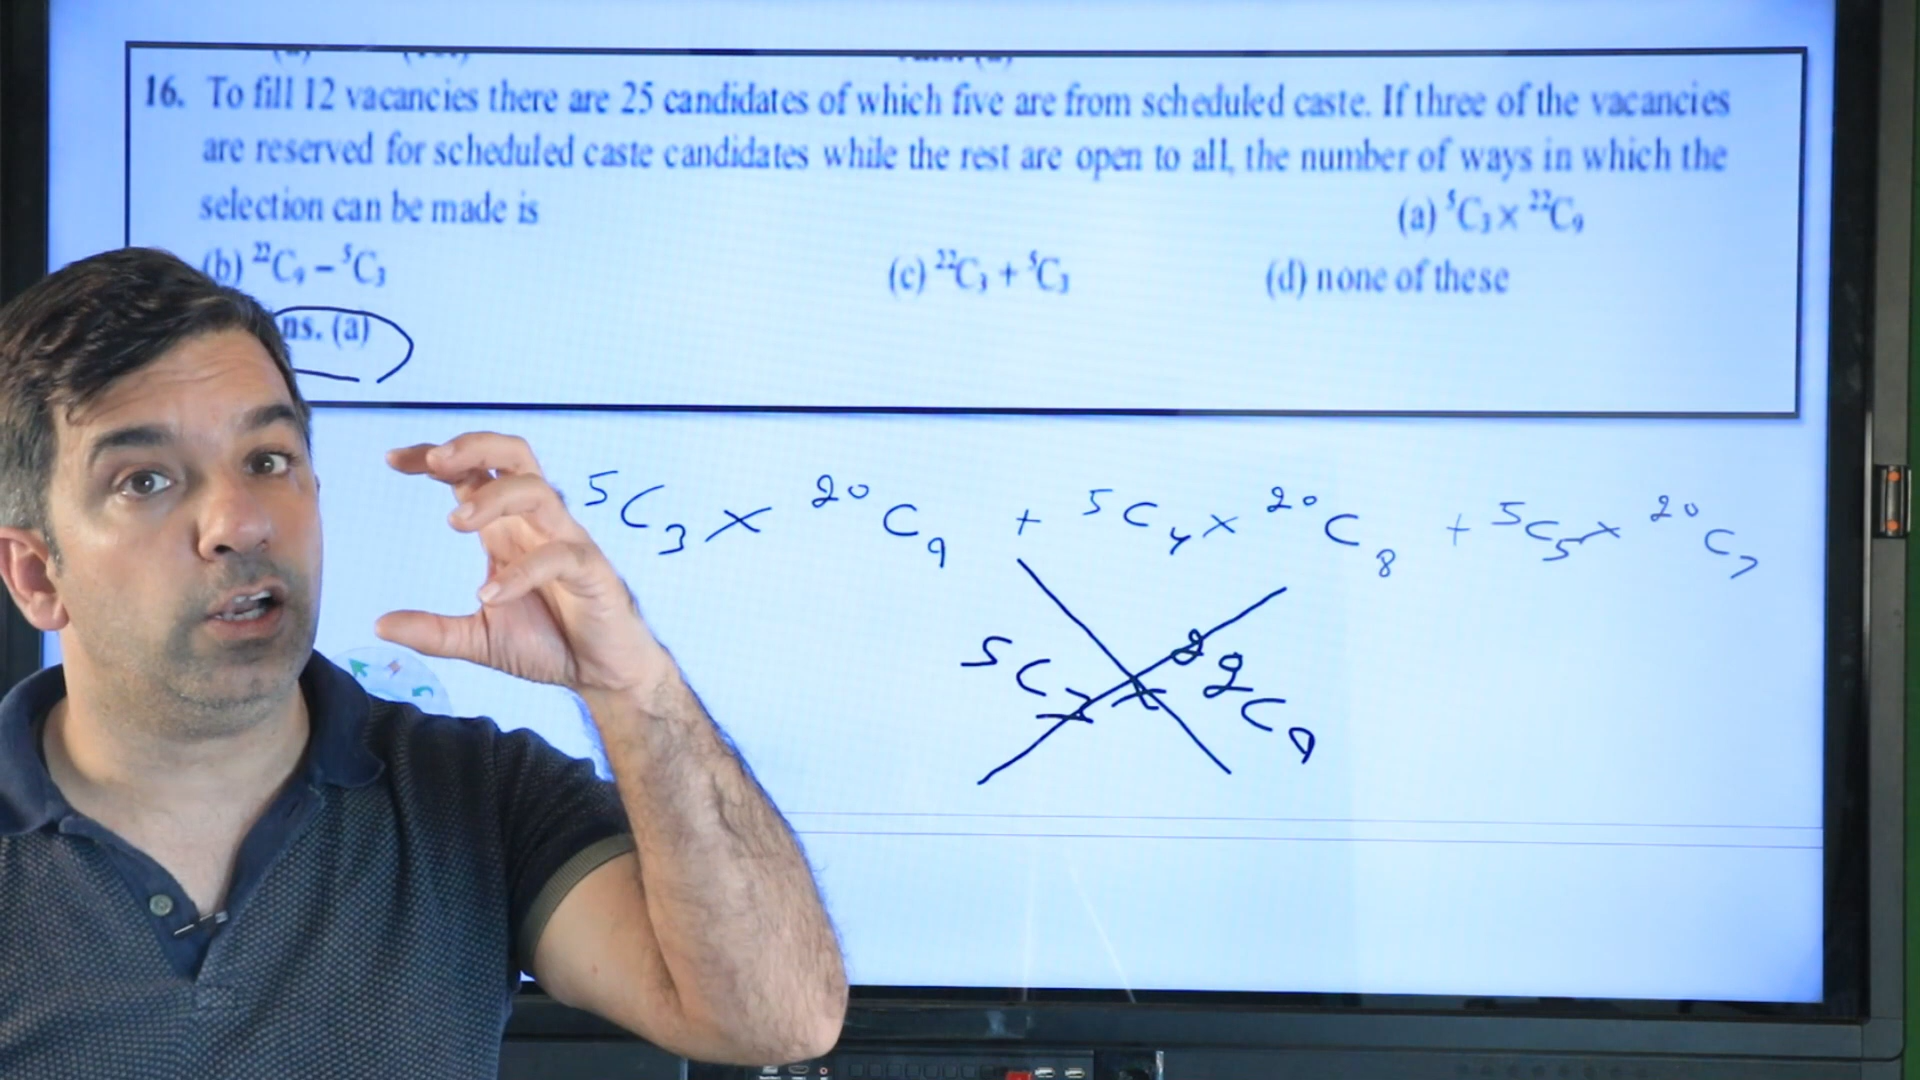 16. To fill 12 vacancies there are 25 candidates of which five are from scheduled caste. If three of the vacancies
are reserved for scheduled caste candidates while the rest are open to all, the number of ways in which the
selection can be made is (a) ⁵C₃ × ²²C₉
(b) ²²C₉ – ⁵C₃ (c) ²²C₃ + ⁵C₃ (d) none of these
ns. (a)
⁵C₃ × ²⁰C₉ + ⁵C₄ × ²⁰C₈ + ⁵C₅ × ²⁰C₇
⁵C₃ × ²²C₉